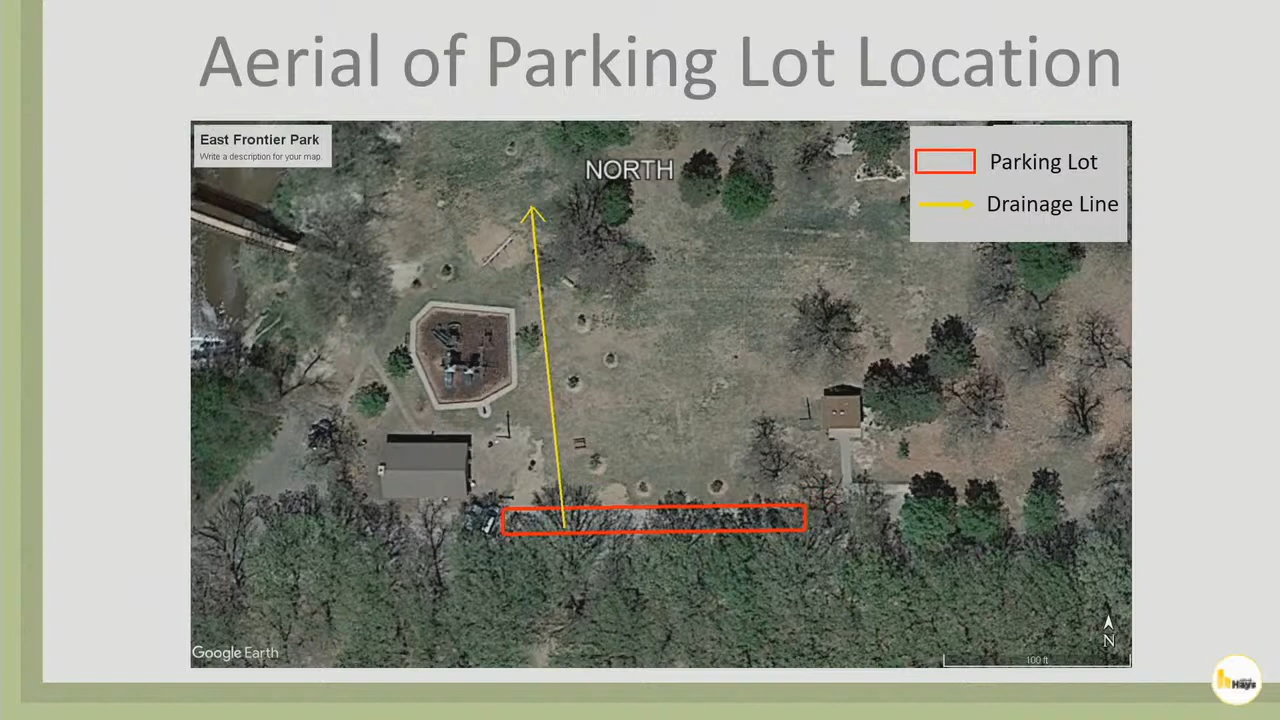 Aerial of Parking Lot Location
East Frontier Park
Write a description for your map.
NORTH
Parking Lot
Drainage Line
N
Google Earth
100 ft
Hays